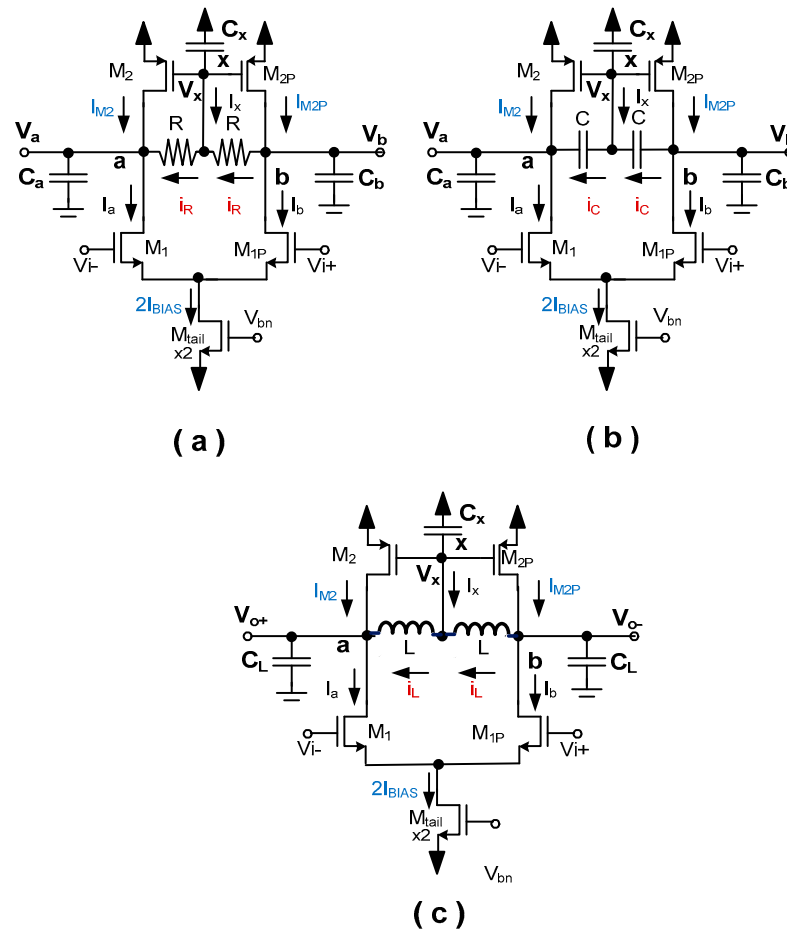 Cx
x
M2
M2P
Vx
Ix
IM2
IM2P
R
R
Va
Vb
a
b
Ca
Cb
Ia
iR
iR
Ib
M1
M1P
Vi-
Vi+
2IBIAS
Vbn
Mtail
x2
( a )
Cx
x
M2
M2P
Vx
Ix
IM2
IM2P
C
C
Va
a
b
Ca
Ia
iC
iC
Ib
M1
M1P
Vi-
Vi+
2IBIAS
Vbn
Mtail
x2
( b )
Cx
x
M2
M2P
Vx
Ix
IM2
IM2P
Vo+
Vo-
a
L
L
b
CL
CL
Ia
iL
iL
Ib
M1
M1P
Vi-
Vi+
2IBIAS
Mtail
x2
Vbn
( c )